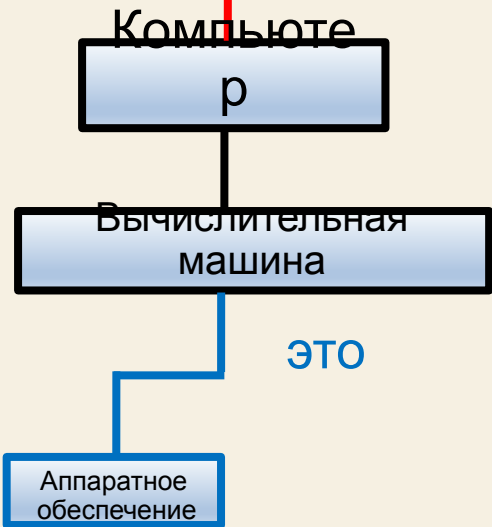 Компьюте
р
Вычислительная
машина
это
Аппаратное
обеспечение